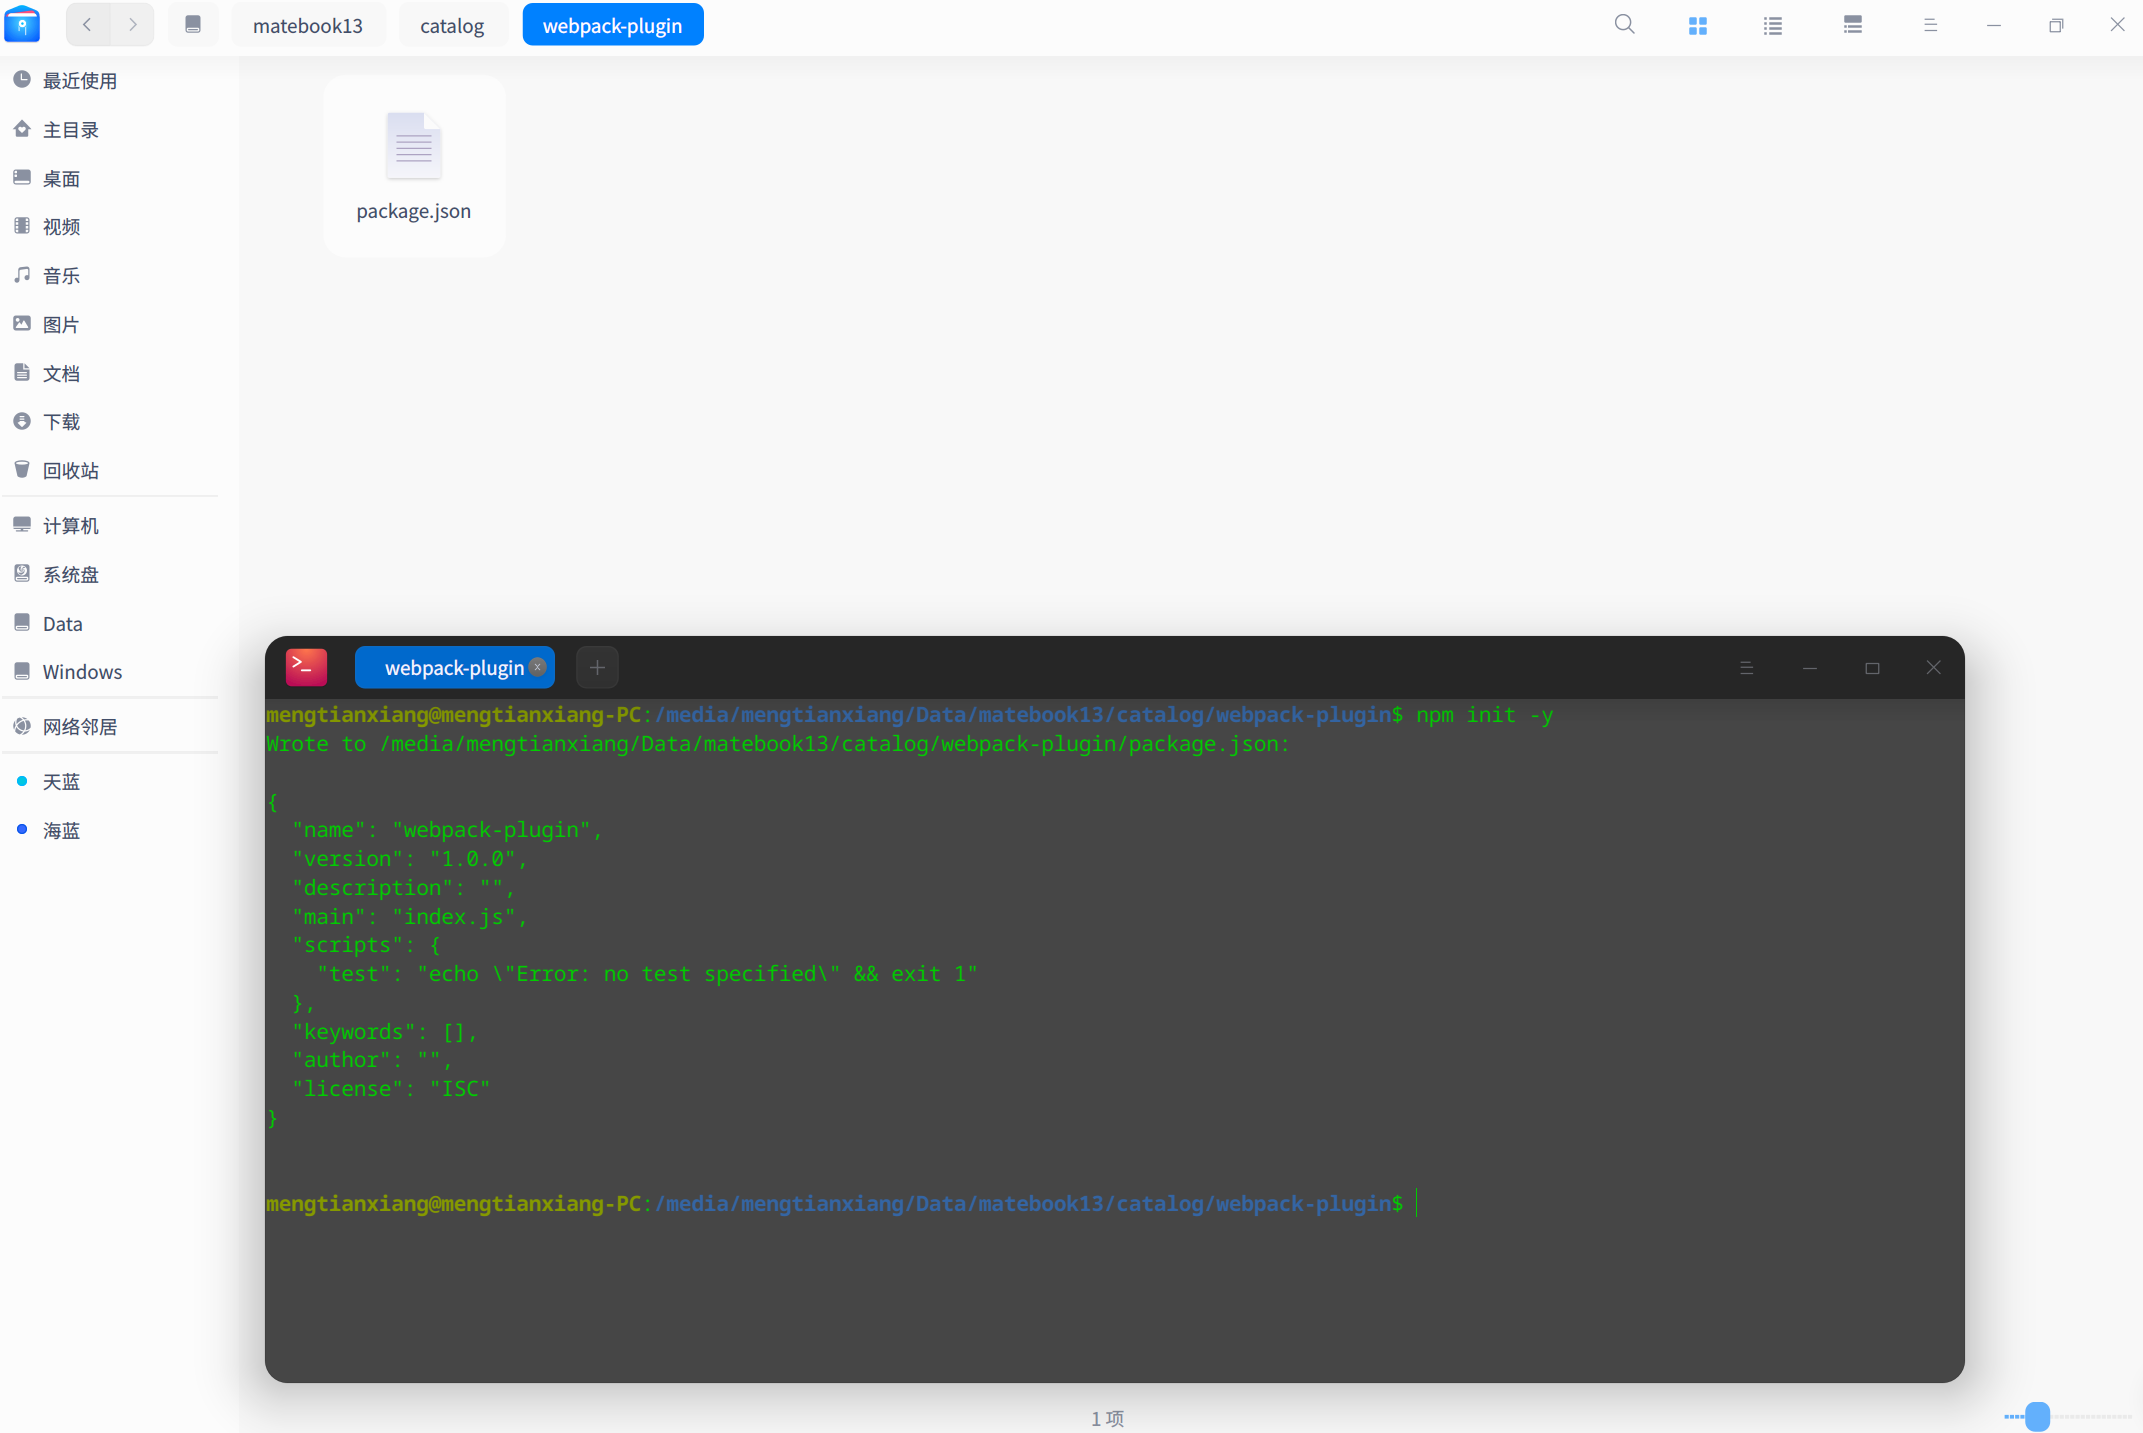 matebook13
catalog
webpack-plugin
最近使用
主目录
桌面
视频
音乐
图片
文档
下载
回收站
计算机
系统盘
Data
Windows
网络邻居
天蓝
海蓝
package.json
webpack-plugin
mengtianxiang@mengtianxiang-PC:/media/mengtianxiang/Data/matebook13/catalog/webpack-plugin$ npm init -y
Wrote to /media/mengtianxiang/Data/matebook13/catalog/webpack-plugin/package.json:
{
  "name": "webpack-plugin",
  "version": "1.0.0",
  "description": "",
  "main": "index.js",
  "scripts": {
    "test": "echo \"Error: no test specified\" && exit 1"
  },
  "keywords": [],
  "author": "",
  "license": "ISC"
}
mengtianxiang@mengtianxiang-PC:/media/mengtianxiang/Data/matebook13/catalog/webpack-plugin$
1 项